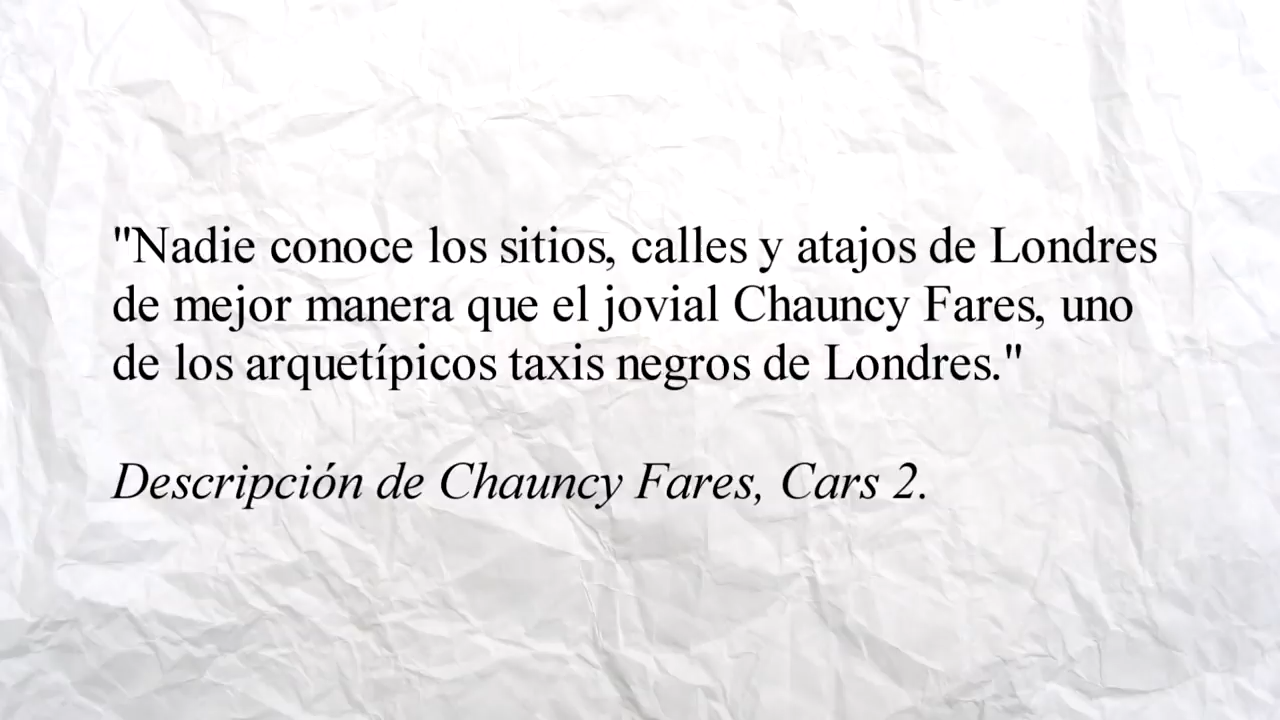 "Nadie conoce los sitios, calles y atajos de Londres
de mejor manera que el jovial Chauncy Fares, uno
de los arquetípicos taxis negros de Londres."
Descripción de Chauncy Fares, Cars 2.